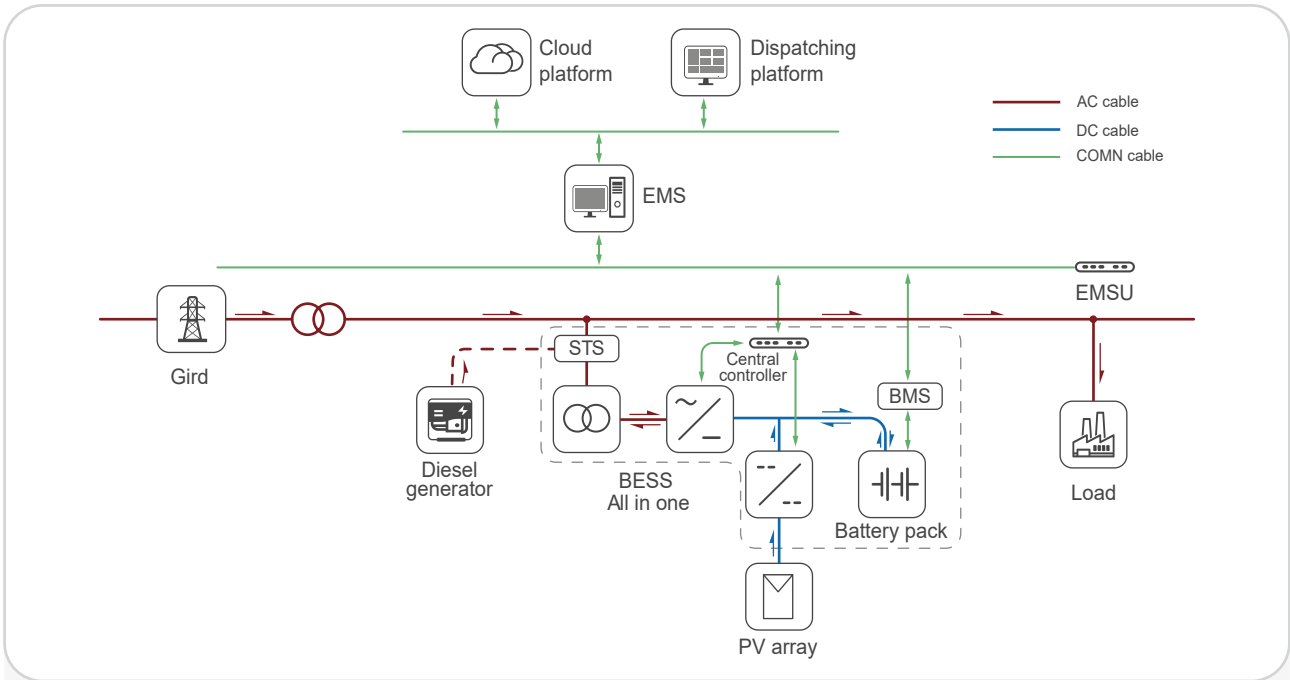 Cloud
platform
Dispatching
platform
AC cable
DC cable
COMN cable
EMS
EMSU
Gird
STS
Central
controller
BMS
Diesel
generator
BESS
All in one
Battery pack
Load
PV array